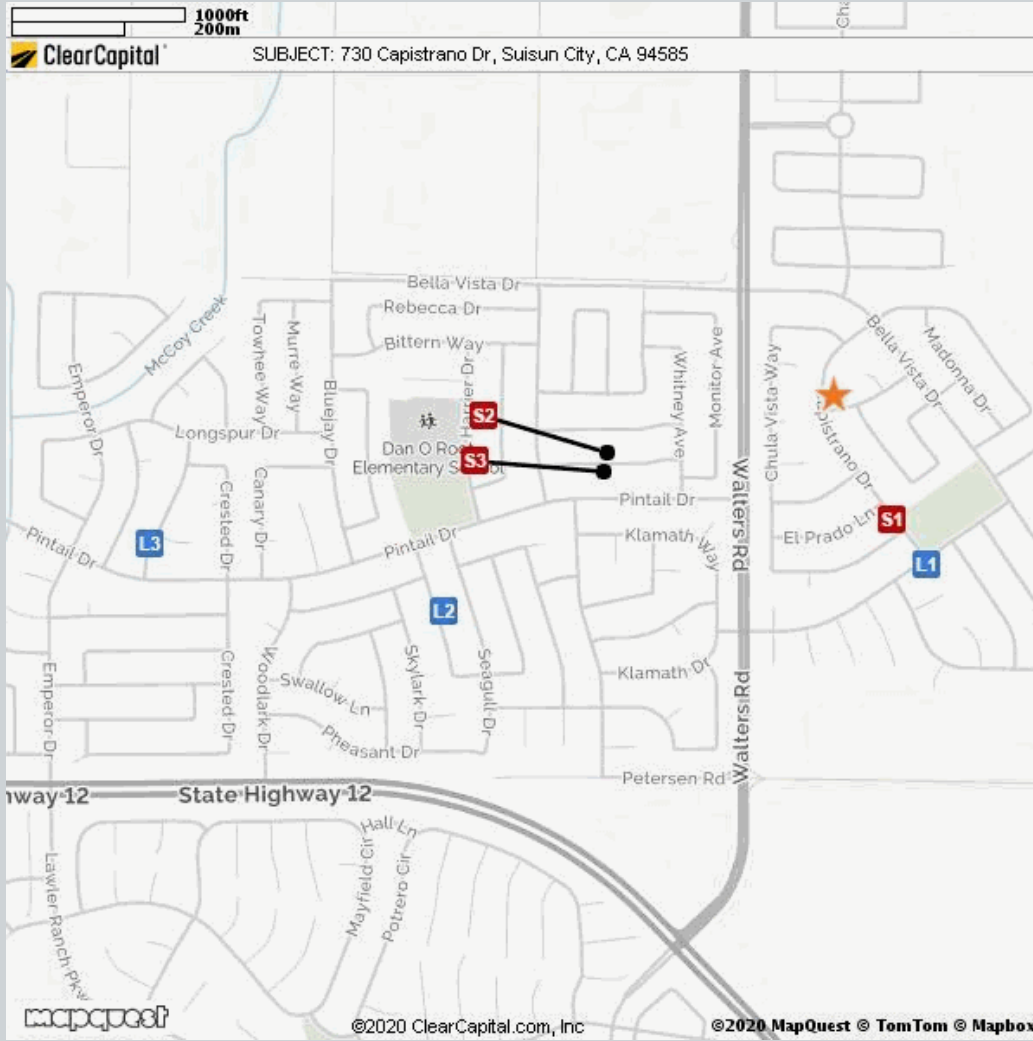 1000ft
200m
ClearCapital
SUBJECT: 730 Capistrano Dr, Suisun City, CA 94585
Bella Vista Dr
Rebecca Dr
Bittern Way
McCoy Creek
Towhee Way
Murre Way
Emperor Dr
Bluejay Dr
Harrier Dr
Whitney Ave
Monitor Ave
Chula Vista Way
Bella Vista Dr
Madonna Dr
S2
Longspur Dr
Dan O Root
Elementary School
S3
Canary Dr
Crested Dr
Walters Rd
Pintail Dr
S1
El Prado Ln
Klamath Way
L3
Pintail Dr
Pintail Dr
L1
L2
Skylark Dr
Seagull Dr
Klamath Dr
Swallow Ln
Woodlark Dr
Crested Dr
Emperor Dr
Pheasant Dr
Walters Rd
Petersen Rd
State Highway 12
Hall Ln
Mayfield Cir
Potrero Cir
Lawler Ranch Pkw
mapquest
©2020 ClearCapital.com, Inc
©2020 MapQuest © TomTom © Mapbox